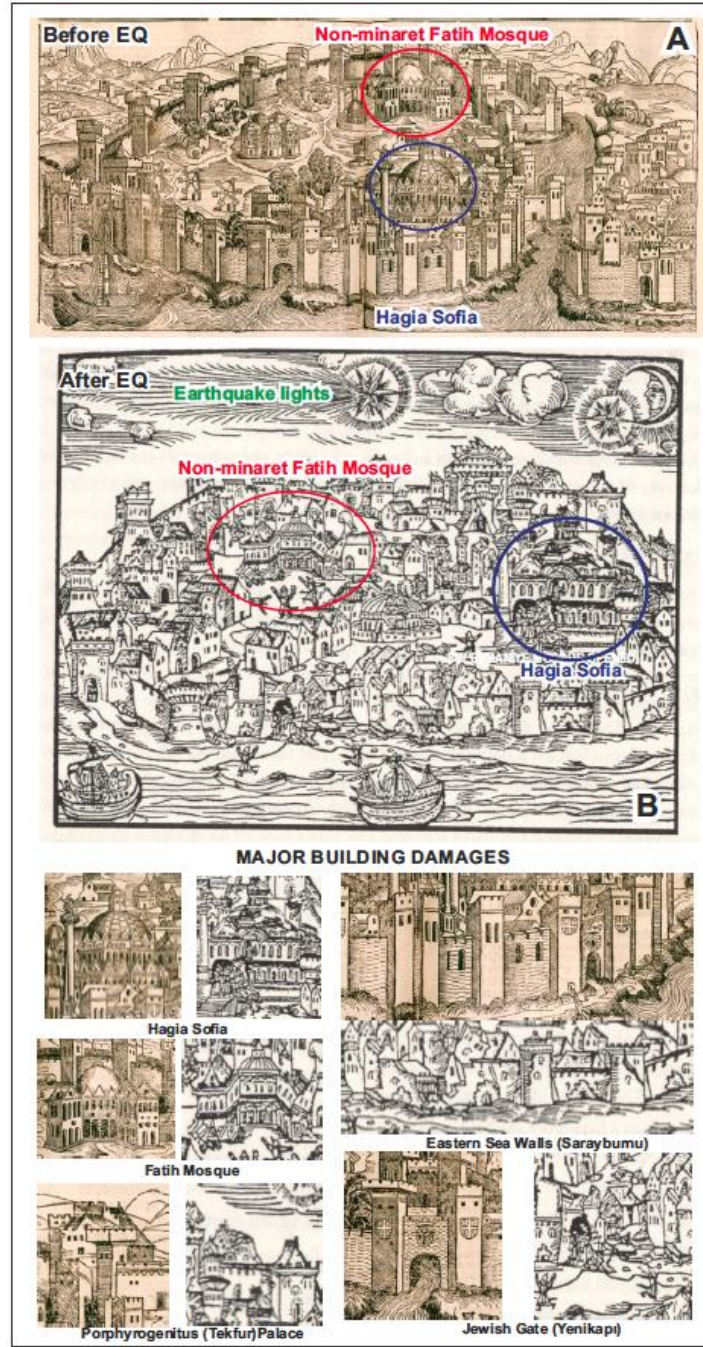 Before EQ
Non-minaret Fatih Mosque
A
Hagia Sofia
After EQ
Earthquake lights
Non-minaret Fatih Mosque
Hagia Sofia
B
MAJOR BUILDING DAMAGES
Hagia Sofia
Eastern Sea Walls (Sarayburnu)
Fatih Mosque
Porphyrogenitus (Tekfur)Palace
Jewish Gate (Yenikapı)